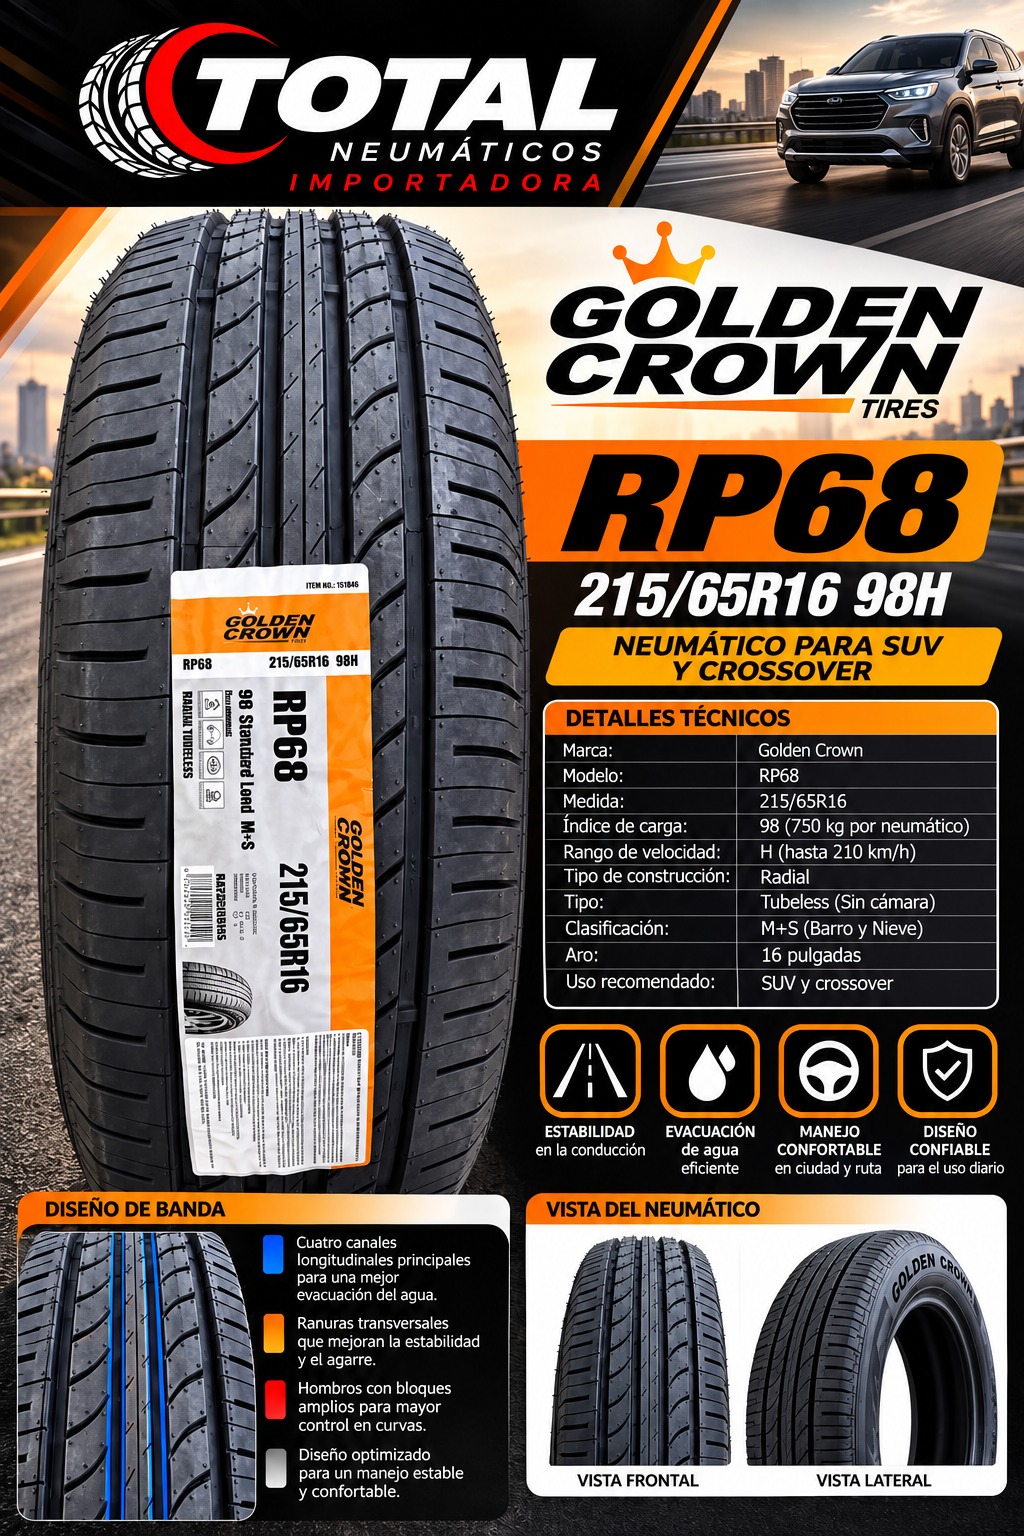 TOTAL
NEUMÁTICOS
IMPORTADORA
GOLDEN
CROWN
TIRES
RP68
215/65R16 98H
NEUMÁTICO PARA SUV
Y CROSSOVER
ITEM NO.: 151846
GOLDEN
CROWN
TIRES
RP68 215/65R16 98H
RP68 215/65R16
98 Standard Lord M+S
GOLDEN
CROWN
DETALLES TÉCNICOS
Marca: Golden Crown
Modelo: RP68
Medida: 215/65R16
Índice de carga: 98 (750 kg por neumático)
Rango de velocidad: H (hasta 210 km/h)
Tipo de construcción: Radial
Tipo: Tubeless (Sin cámara)
Clasificación: M+S (Barro y Nieve)
Aro: 16 pulgadas
Uso recomendado: SUV y crossover
ESTABILIDAD
en la conducción
EVACUACIÓN
de agua
eficiente
MANEJO
CONFORTABLE
en ciudad y ruta
DISEÑO
CONFIABLE
para el uso diario
DISEÑO DE BANDA
Cuatro canales
longitudinales principales
para una mejor
evacuación del agua.
Ranuras transversales
que mejoran la estabilidad
y el agarre.
Hombros con bloques
amplios para mayor
control en curvas.
Diseño optimizado
para un manejo estable
y confortable.
VISTA DEL NEUMÁTICO
GOLDEN CROWN
VISTA FRONTAL
VISTA LATERAL